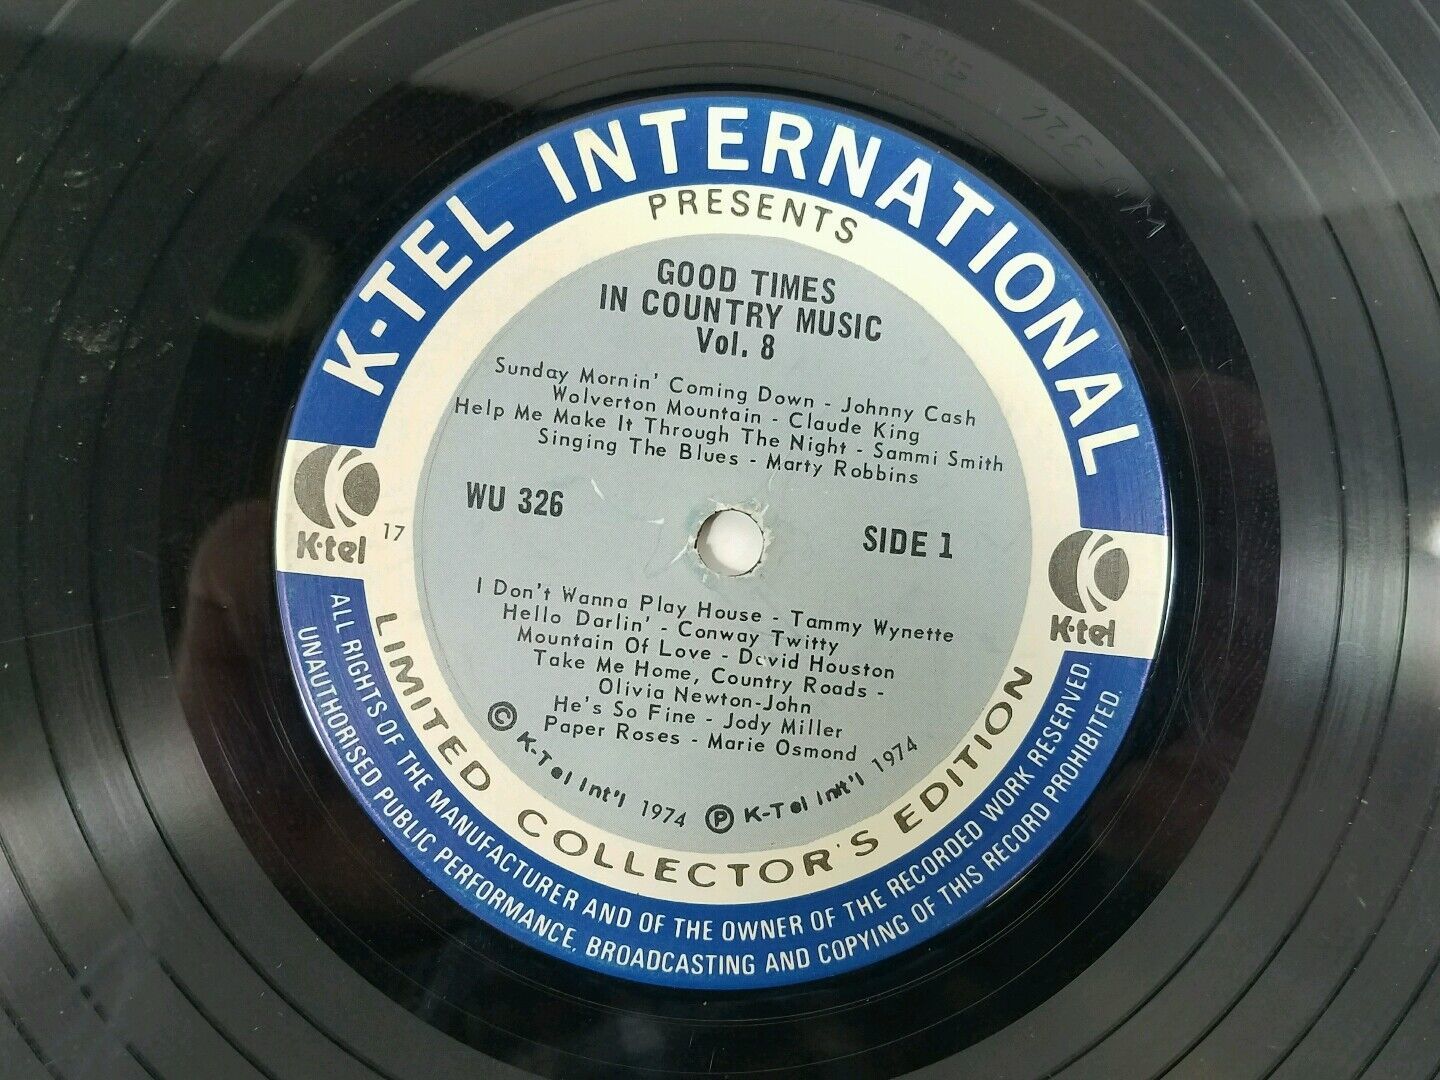 K-TEL INTERNATIONAL
PRESENTS
GOOD TIMES
IN COUNTRY MUSIC
Vol. 8
Sunday Mornin' Coming Down - Johnny Cash
Wolverton Mountain - Claude King
Help Me Make It Through The Night - Sammi Smith
Singing The Blues - Marty Robbins
WU 326
SIDE 1
K-tel
17
K-tel
I Don't Wanna Play House - Tammy Wynette
Hello Darlin' - Conway Twitty
Mountain Of Love - David Houston
Take Me Home, Country Roads -
Olivia Newton-John
He's So Fine - Jody Miller
Paper Roses - Marie Osmond
© K-Tel Int'l 1974 ℗ K-Tel Int'l 1974
LIMITED COLLECTOR'S EDITION
ALL RIGHTS OF THE MANUFACTURER AND OF THE OWNER OF THE RECORDED WORK RESERVED.
UNAUTHORISED PUBLIC PERFORMANCE, BROADCASTING AND COPYING OF THIS RECORD PROHIBITED.